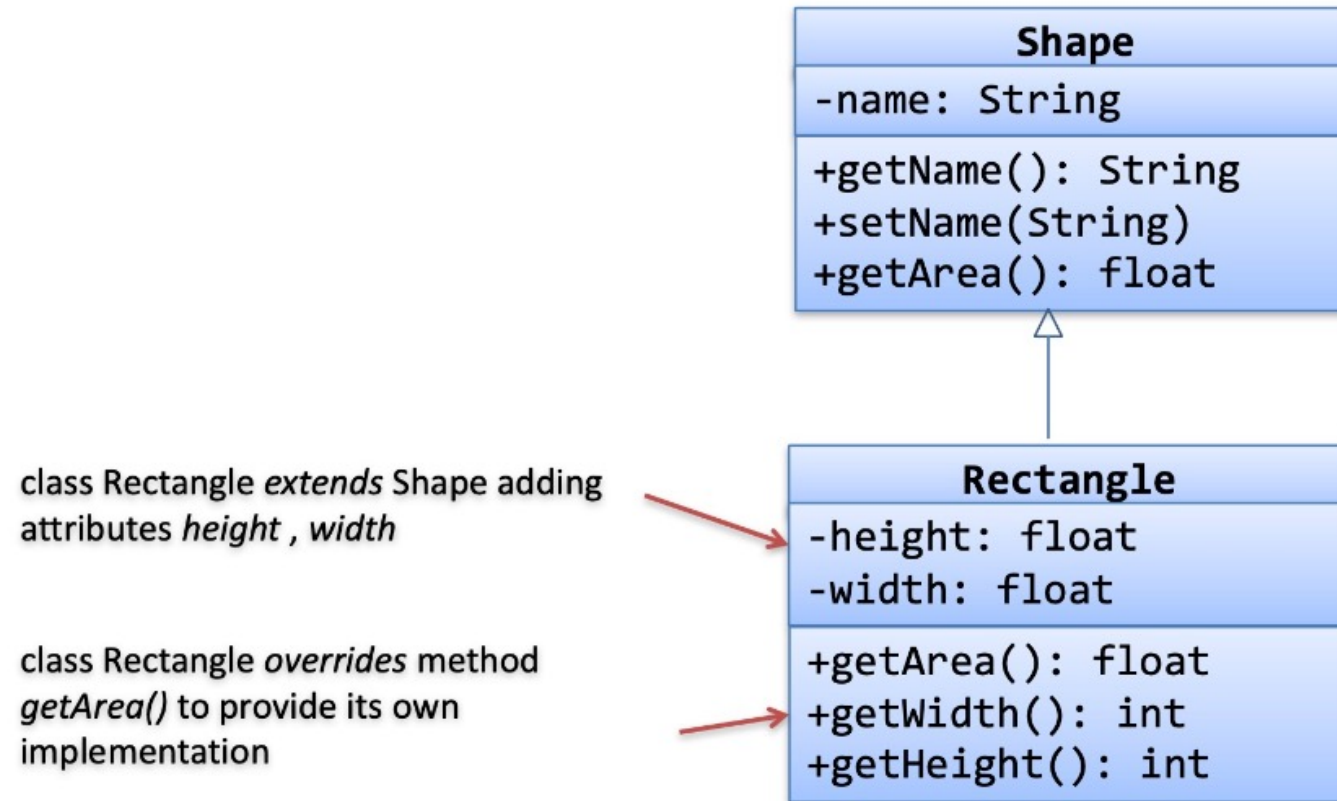 Shape
-name: String
+getName(): String
+setName(String)
+getArea(): float
class Rectangle extends Shape adding
attributes height , width
class Rectangle overrides method
getArea() to provide its own
implementation
Rectangle
-height: float
-width: float
+getArea(): float
+getWidth(): int
+getHeight(): int